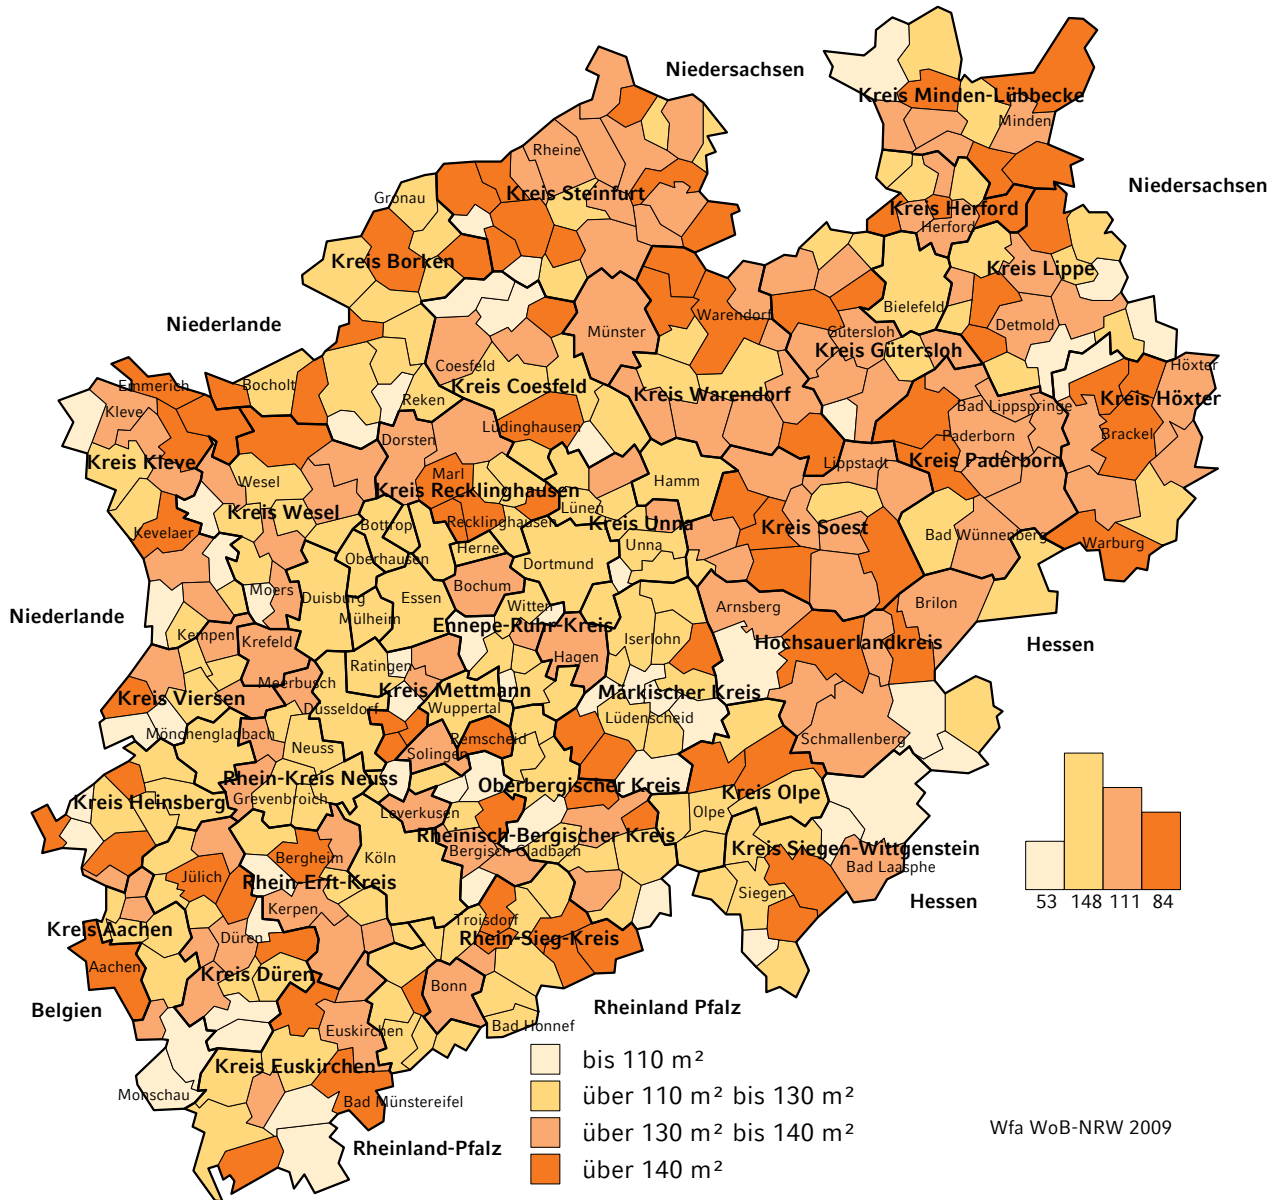 Niedersachsen
Kreis Minden-Lübbecke
Minden
Rheine
Niedersachsen
Kreis Steinfurt
Gronau
Kreis Herford
Herford
Kreis Borken
Kreis Lippe
Bielefeld
Niederlande
Münster
Warendorf
Gütersloh
Detmold
Kreis Gütersloh
Coesfeld
Höxter
Emmerich
Bocholt
Kreis Coesfeld
Kreis Warendorf
Reken
Kreis Höxter
Kleve
Bad Lippspringe
Lüdinghausen
Dorsten
Paderborn
Brackel
Kreis Kleve
Lippstadt
Kreis Paderborn
Marl
Wesel
Kreis Recklinghausen
Hamm
Kreis Wesel
Lünen
Bottrop
Recklinghausen
Kreis Unna
Kreis Soest
Kevelaer
Bad Wünnenberg
Unna
Warburg
Herne
Oberhausen
Dortmund
Moers
Duisburg
Essen
Bochum
Witten
Arnsberg
Brilon
Niederlande
Mülheim
Ennepe-Ruhr-Kreis
Kempen
Krefeld
Iserlohn
Hochsauerlandkreis
Hessen
Hagen
Ratingen
Meerbusch
Kreis Viersen
Kreis Mettmann
Märkischer Kreis
Düsseldorf
Wuppertal
Lüdenscheid
Mönchengladbach
Neuss
Remscheid
Schmallenberg
Solingen
Rhein-Kreis Neuss
Oberbergischer Kreis
Kreis Olpe
Kreis Heinsberg
Grevenbroich
Leverkusen
Olpe
Rheinisch-Bergischer Kreis
Kreis Siegen-Wittgenstein
Bergheim
Köln
Bergisch Gladbach
Bad Laasphe
Jülich
Rhein-Erft-Kreis
Siegen
Hessen
53 148 111 84
Kerpen
Troisdorf
Kreis Aachen
Düren
Rhein-Sieg-Kreis
Aachen
Kreis Düren
Bonn
Belgien
Rheinland Pfalz
Euskirchen
Bad Honnef
Kreis Euskirchen
Monschau
Bad Münstereifel
Rheinland-Pfalz
bis 110 m²
über 110 m² bis 130 m²
über 130 m² bis 140 m²
über 140 m²
Wfa WoB-NRW 2009